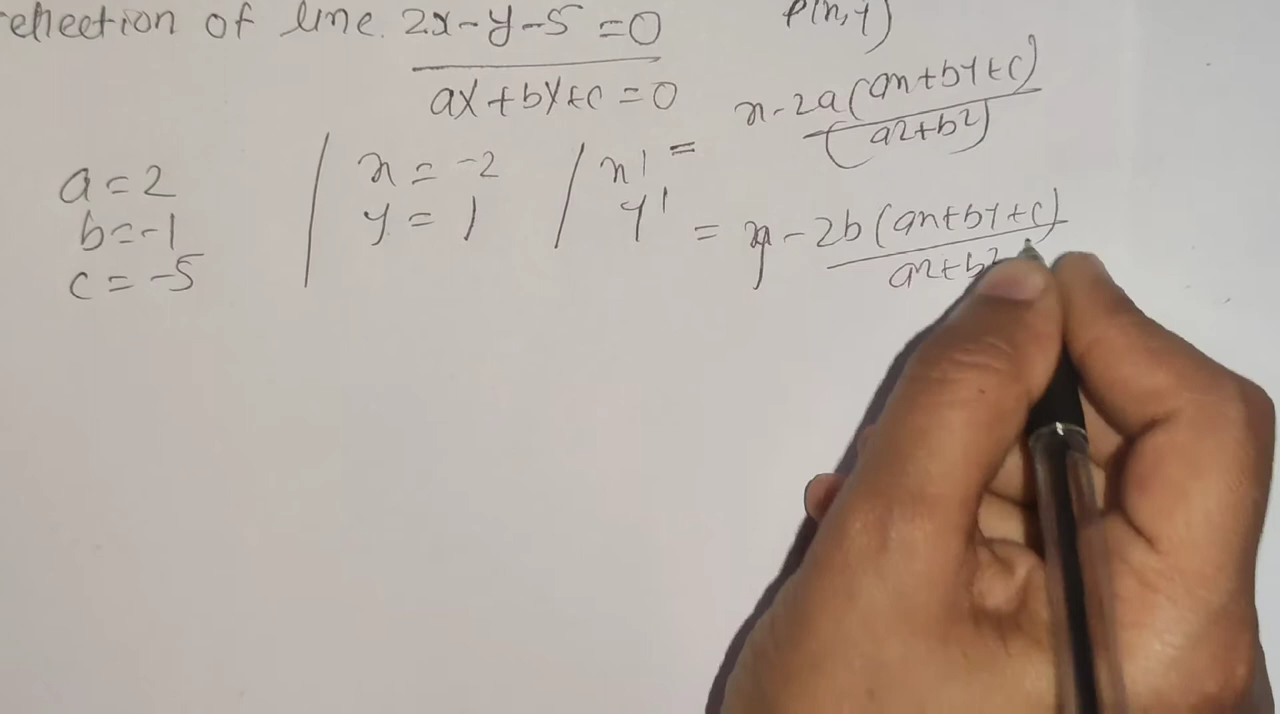 reflection of line. 2x-y-5=0
P(x,y)
ax+by+c=0
a=2
b=-1
c=-5
x=-2
y=1
x' = x-2a(ax+by+c)
(a2+b2)
y' = y-2b(ax+by+c)
a2+b2